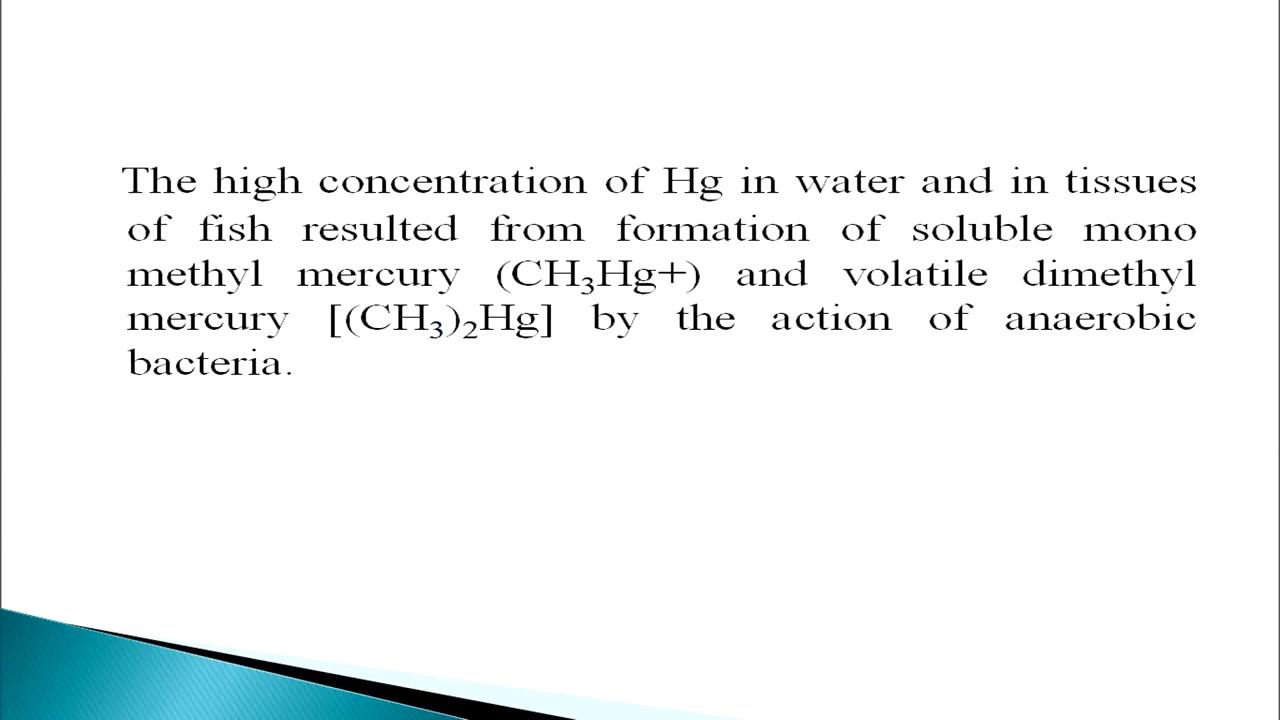 The high concentration of Hg in water and in tissues
of fish resulted from formation of soluble mono
methyl mercury (CH₃Hg+) and volatile dimethyl
mercury [(CH₃)₂Hg] by the action of anaerobic
bacteria.